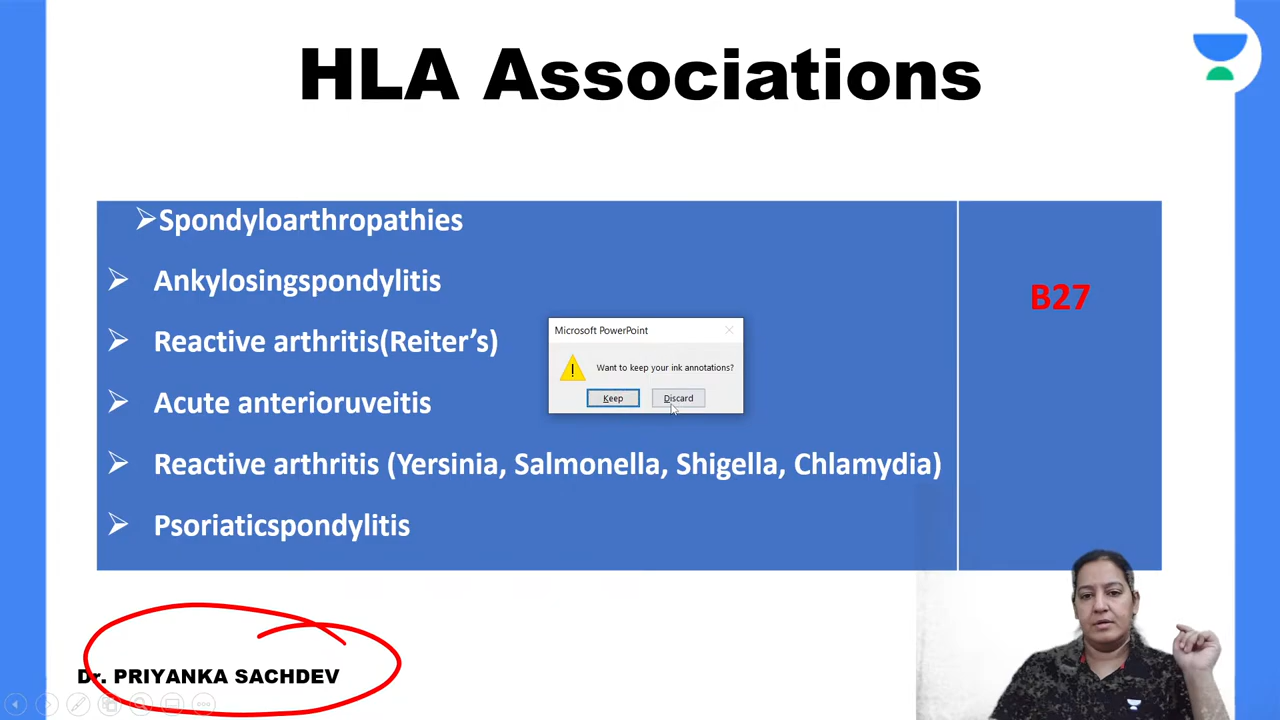 HLA Associations
➢Spondyloarthropathies
➢ Ankylosingspondylitis
B27
➢ Reactive arthritis(Reiter’s)
Microsoft PowerPoint
Want to keep your ink annotations?
Keep
Discard
➢ Acute anterioruveitis
➢ Reactive arthritis (Yersinia, Salmonella, Shigella, Chlamydia)
➢ Psoriaticspondylitis
Dr. PRIYANKA SACHDEV